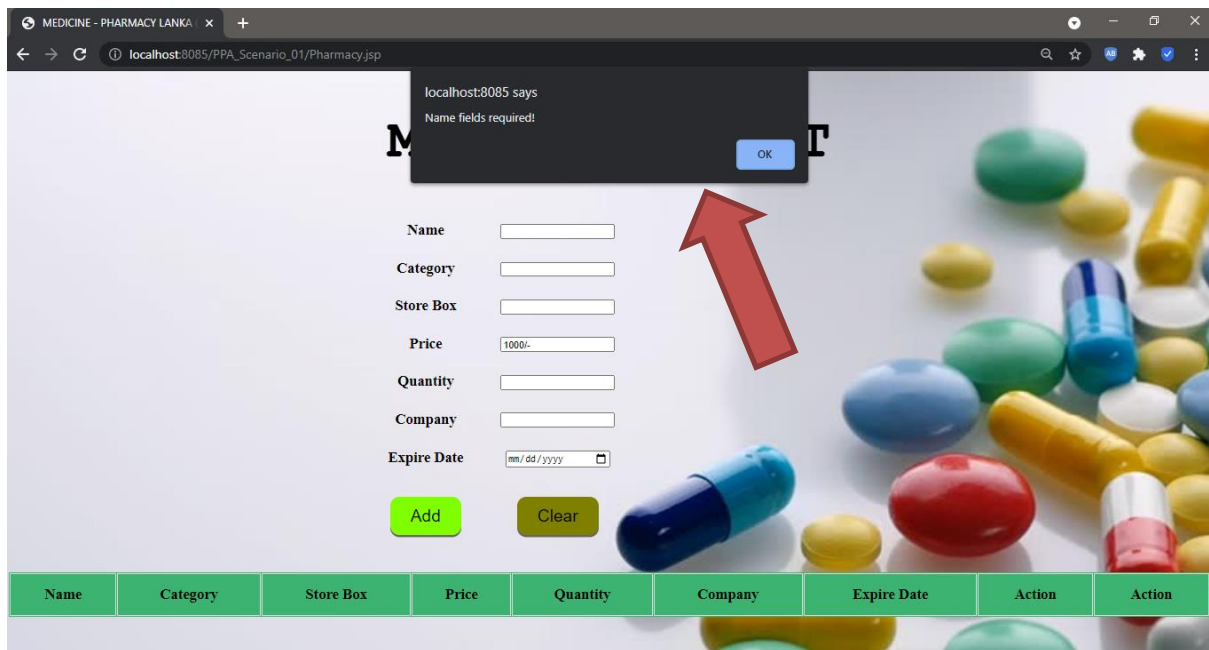 MEDICINE - PHARMACY LANKA
localhost:8085/PPA_Scenario_01/Pharmacy.jsp
AB
localhost:8085 says
Name fields required!
OK
M T
Name
Category
Store Box
Price 1000/-
Quantity
Company
Expire Date mm/dd/yyyy
Add Clear
Name Category Store Box Price Quantity Company Expire Date Action Action